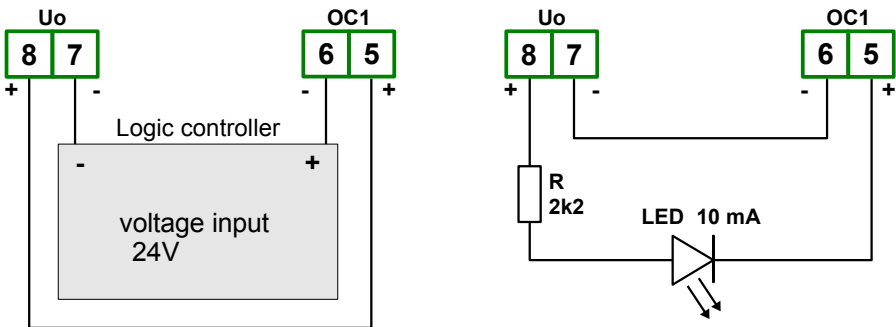 Uo OC1
8 7 6 5
+ - - +
Logic controller
- +
voltage input
24V
Uo OC1
8 7 6 5
+ - - +
R
2k2
LED 10 mA